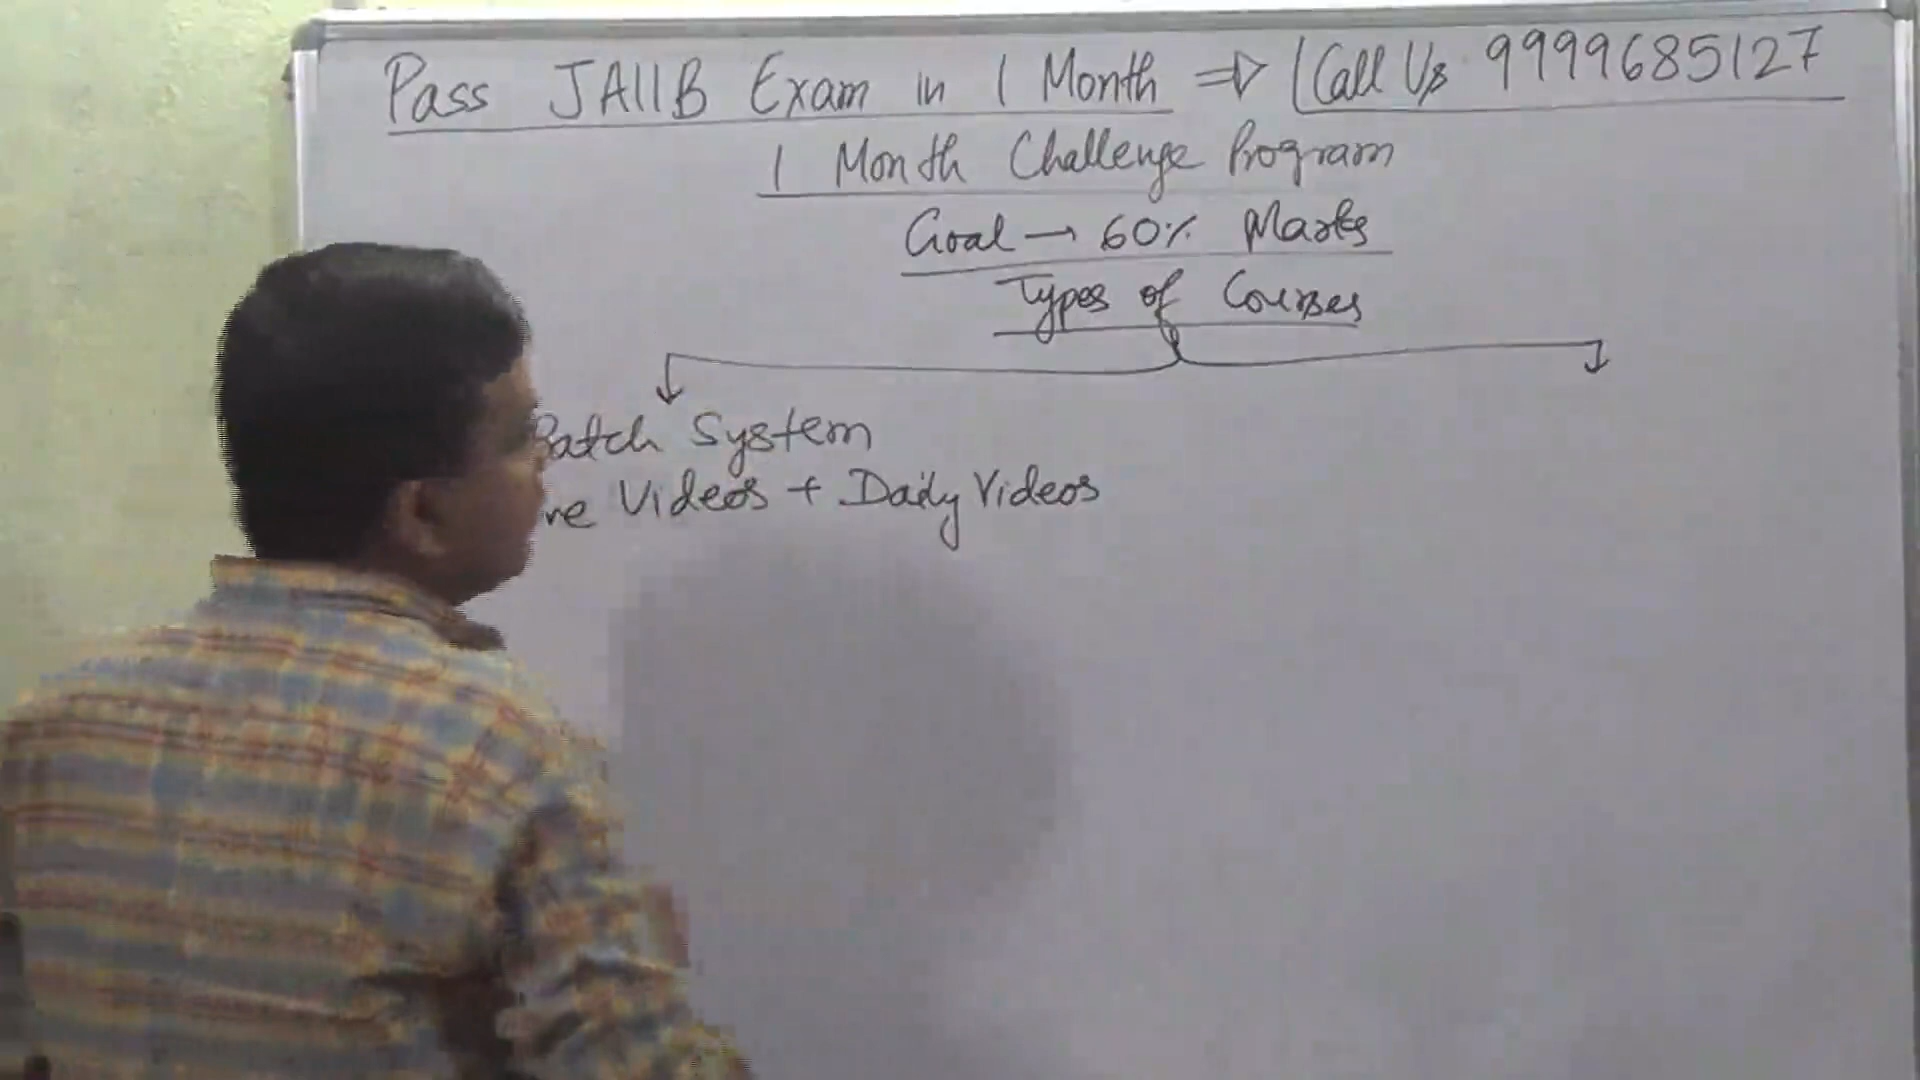 Pass JAIIB Exam in 1 Month ⇒ Call Us 9999685127
1 Month Challenge Program
Goal → 60% Marks
Types of Courses
Batch System
Videos + Daily Videos